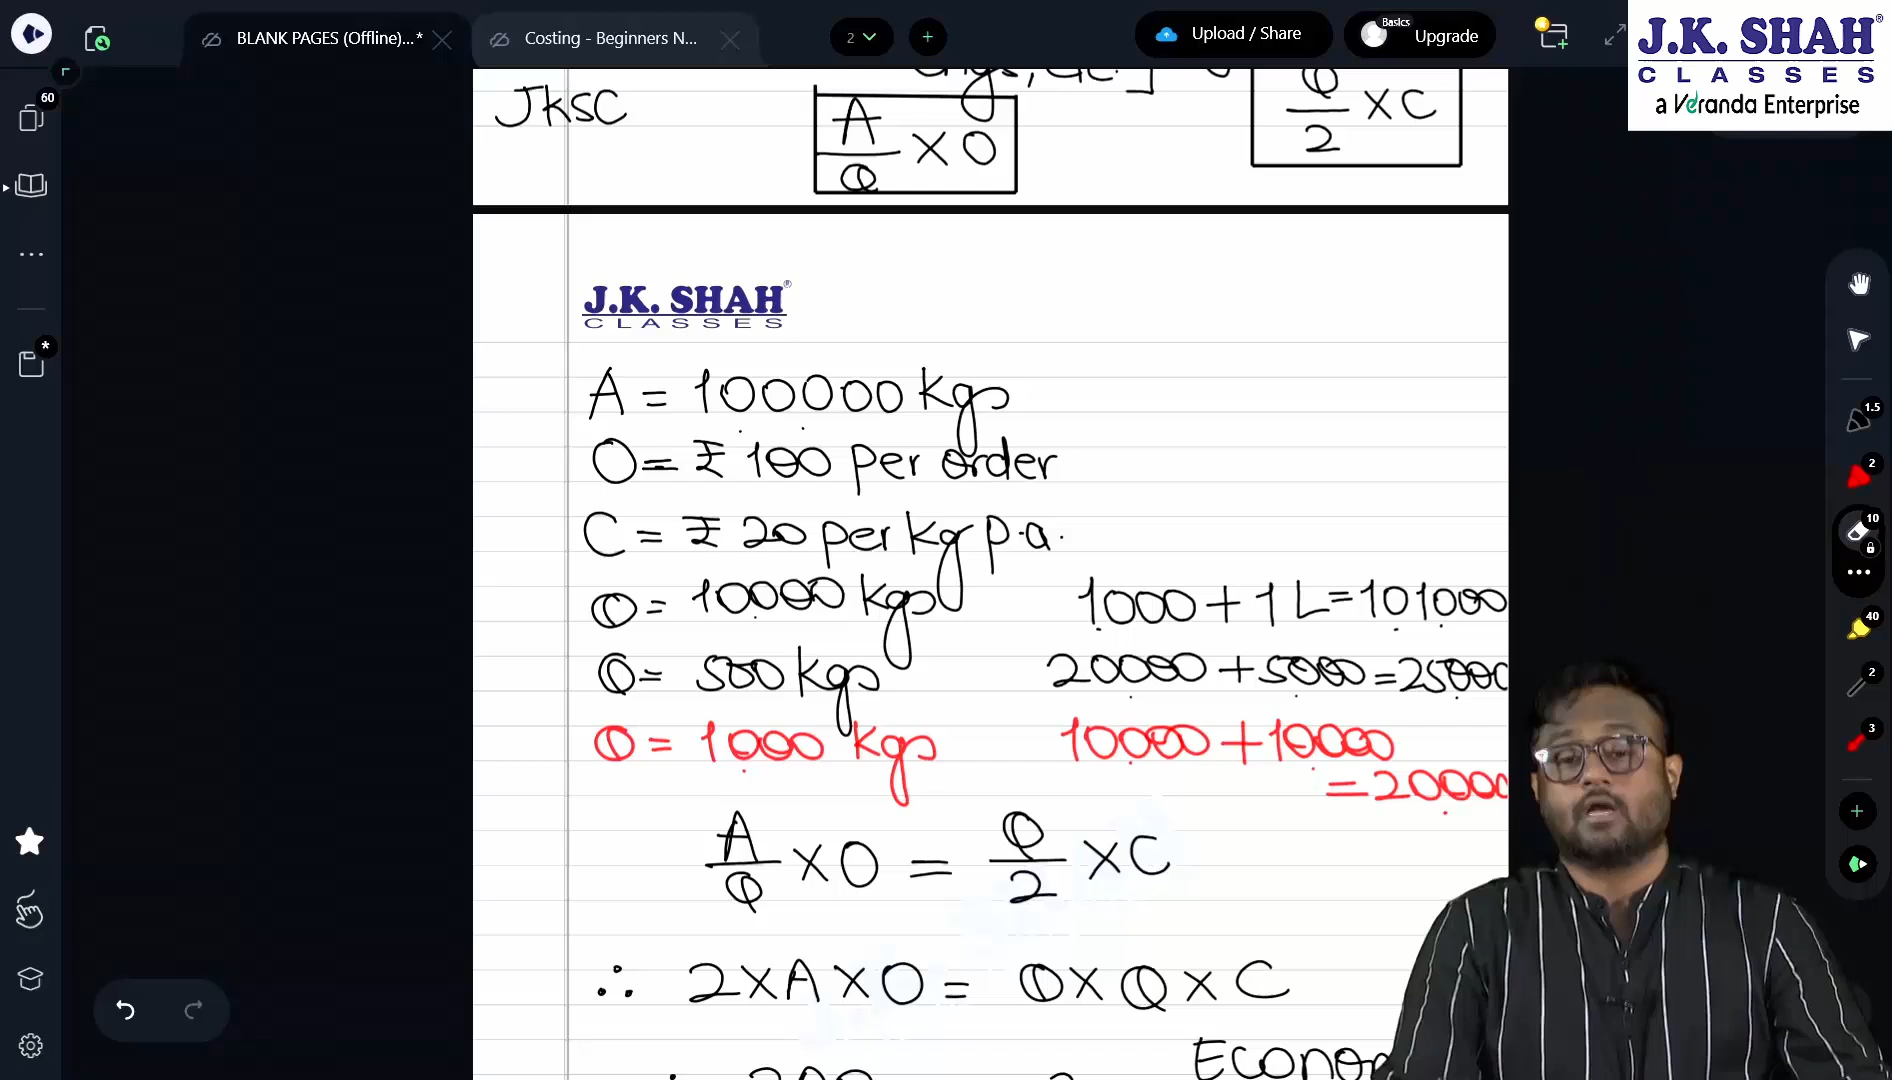 BLANK PAGES (Offline)...*
Costing - Beginners N...
2
Upload / Share
Basics
Upgrade
J.K. SHAH®
CLASSES
a Veranda Enterprise
60
JKSC
A/Q × O
Q/2 × C
J.K. SHAH®
CLASSES
A = 100000 kgs
O = ₹ 100 per order
C = ₹ 20 per kg p.a.
Q = 10000 kgs 1000 + 1 L = 101000
Q = 500 kgs 20000 + 5000 = 25000
Q = 1000 kgs 10000 + 10000
= 20000
A/Q × O = Q/2 × C
∴ 2 × A × O = Q × Q × C
Econo
1.5
2
10
40
2
3